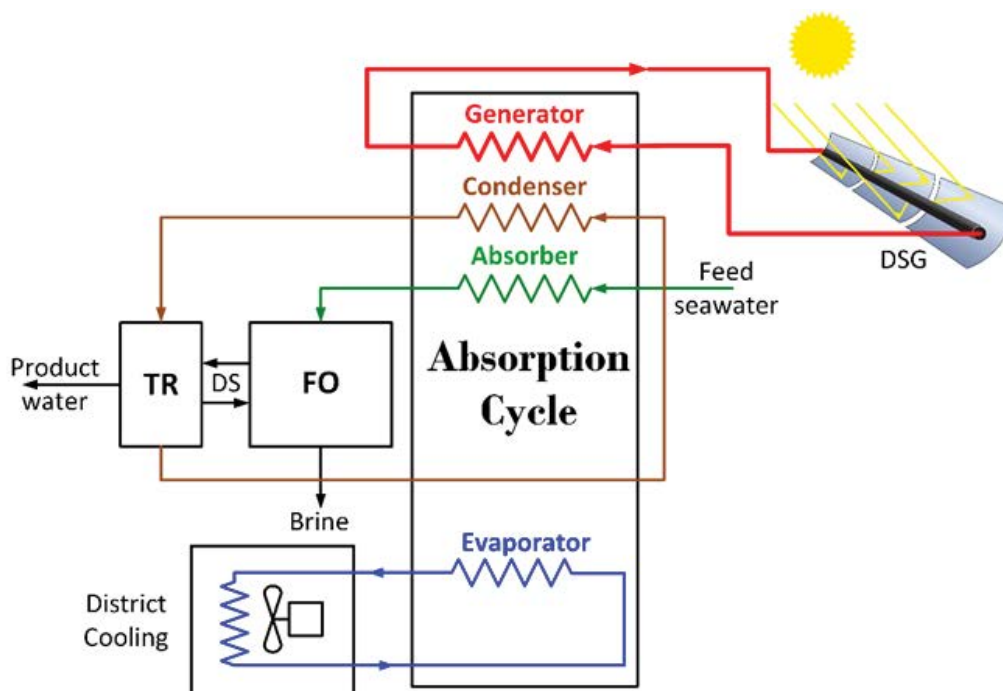 Generator
Condenser
Absorber
DSG
Feed
seawater
Product
water
TR
DS
FO
Absorption
Cycle
Brine
Evaporator
District
Cooling